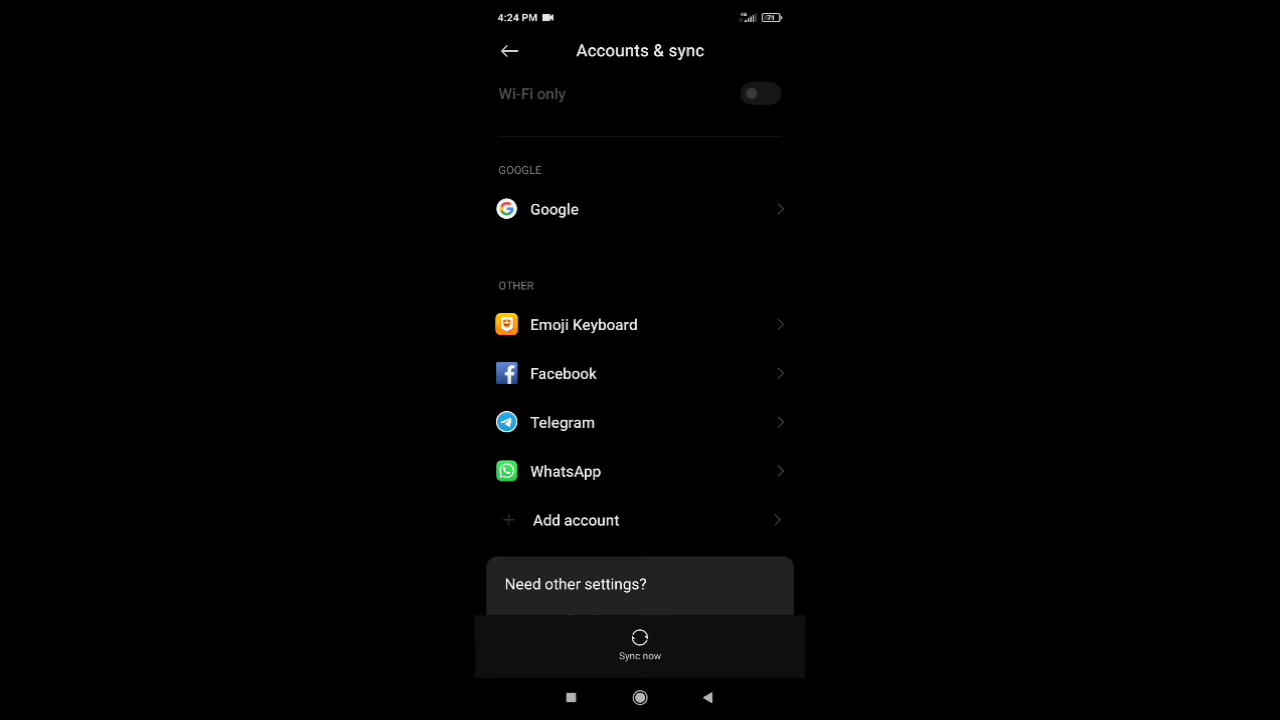 4:24 PM
71
Accounts & sync
Wi-Fi only
GOOGLE
Google
OTHER
Emoji Keyboard
Facebook
Telegram
WhatsApp
Add account
Need other settings?
Sync now